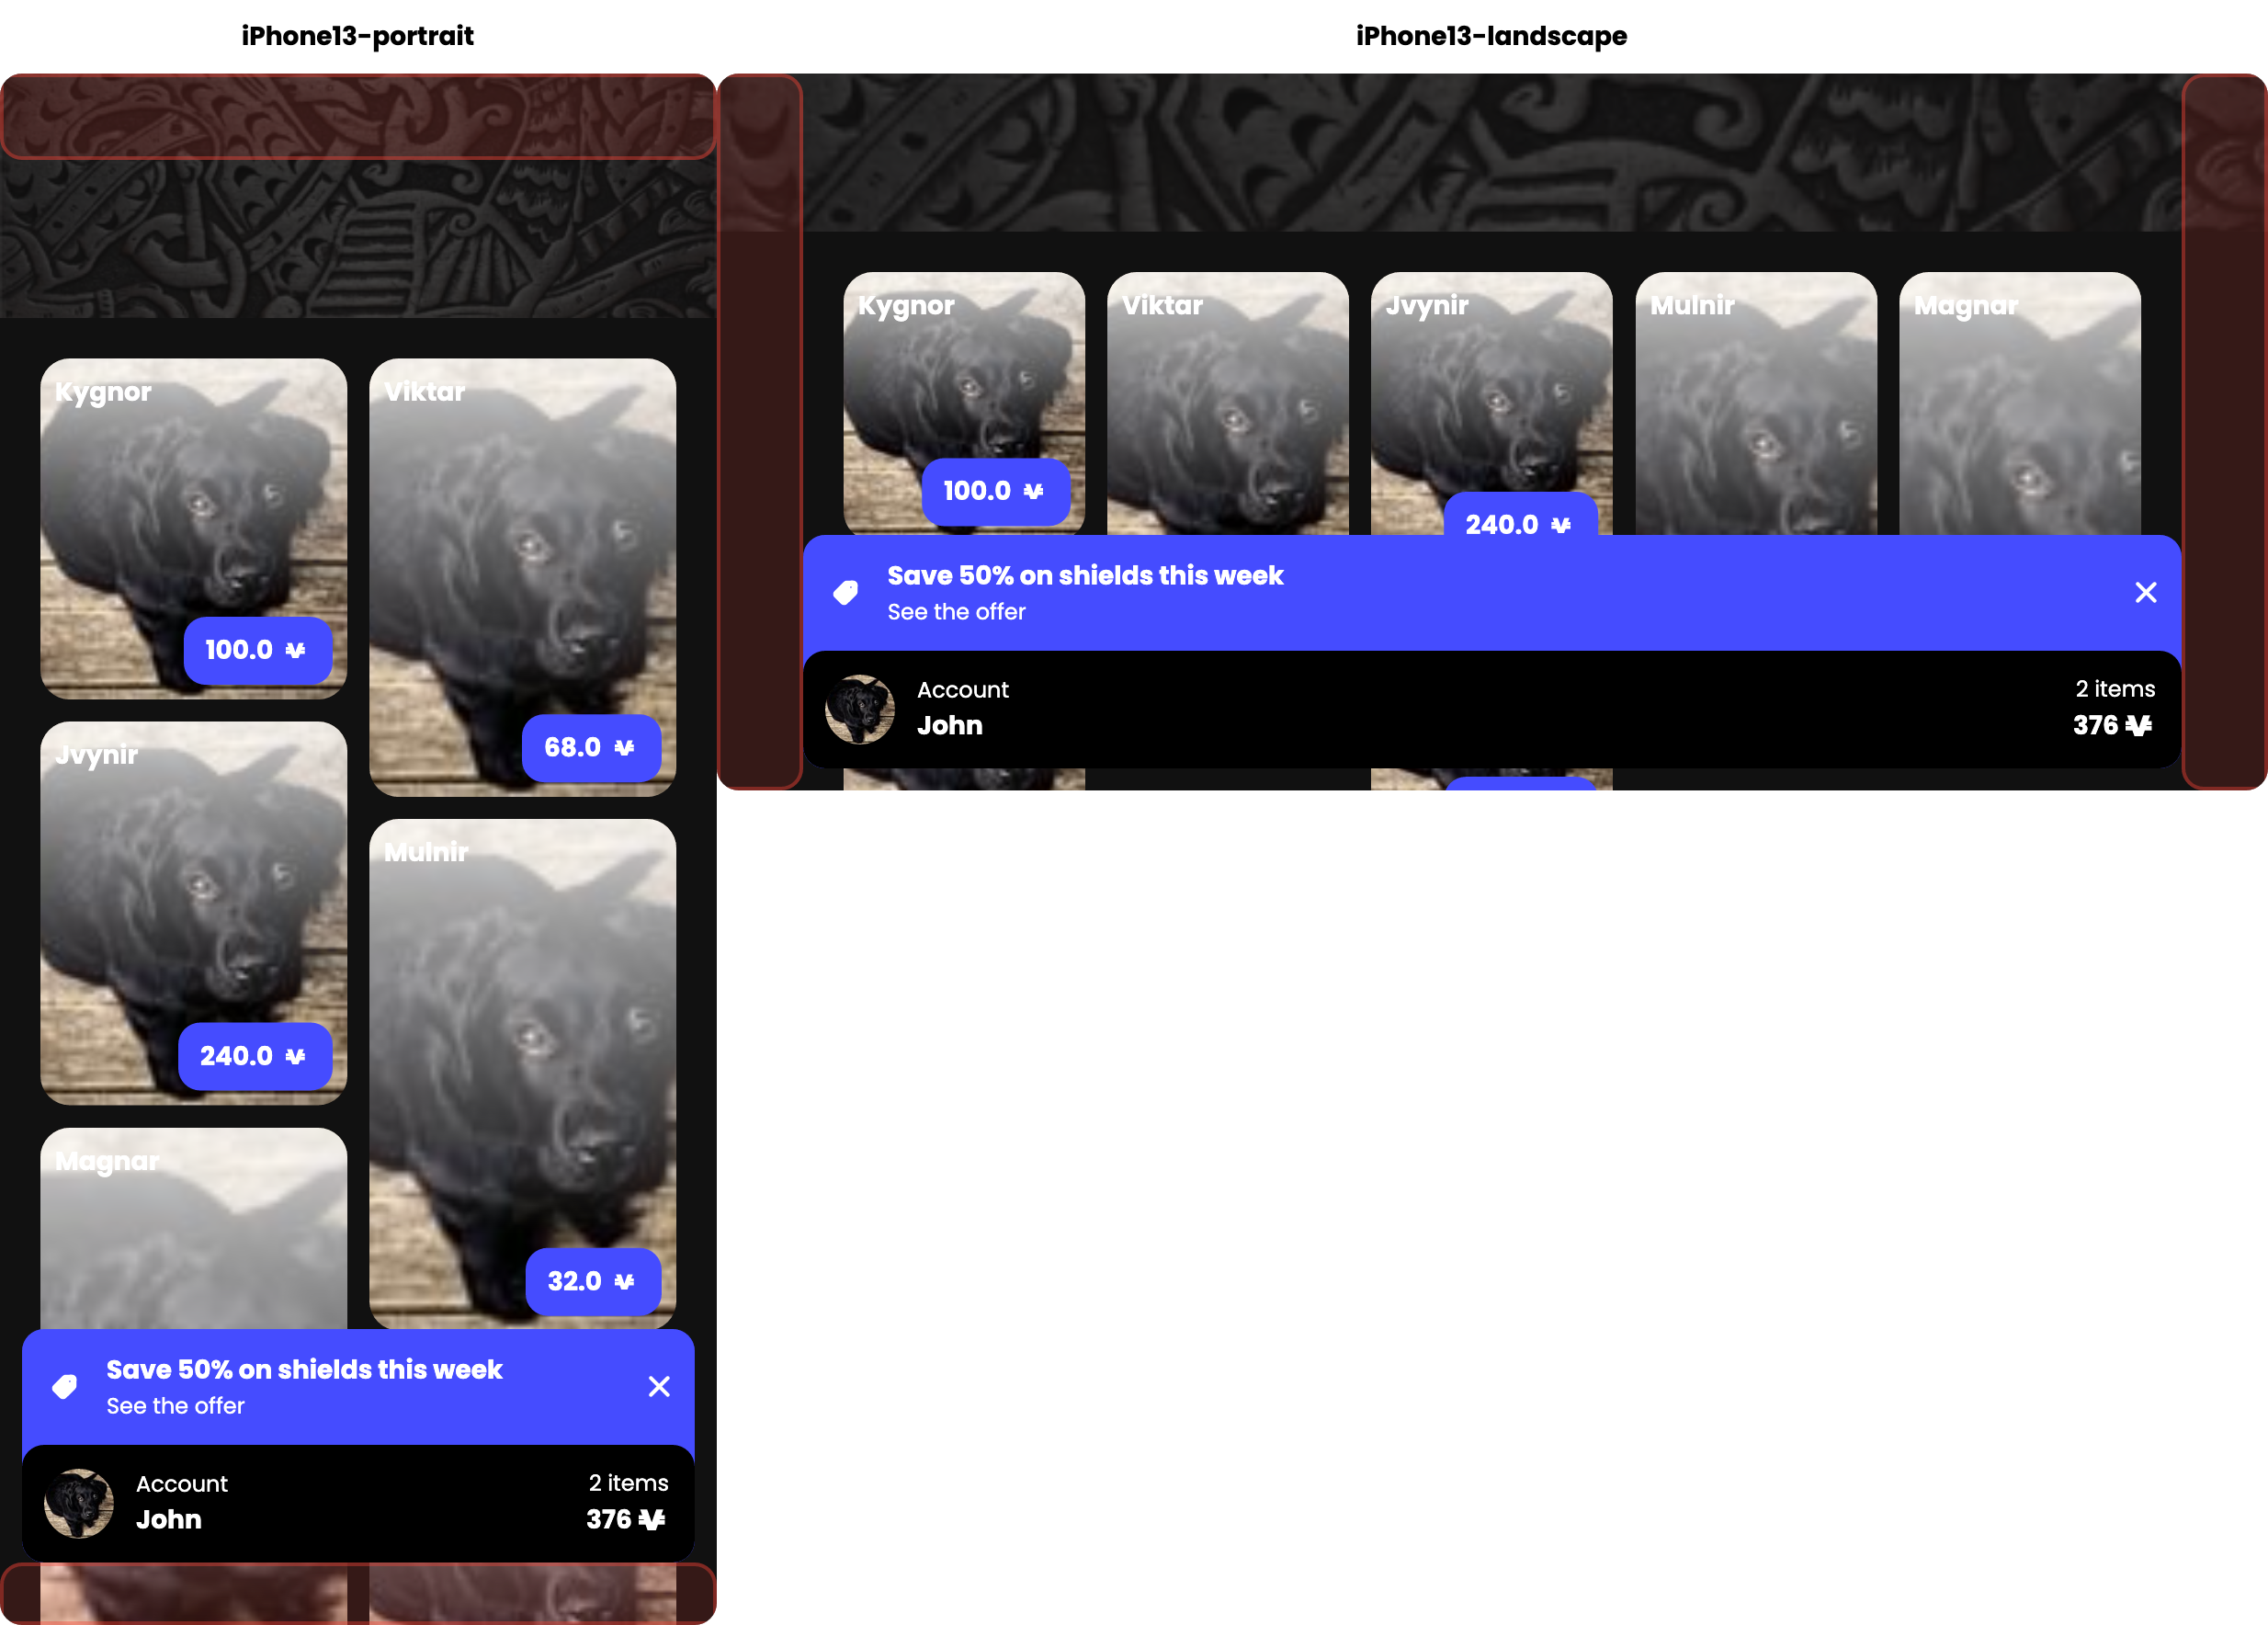 iPhone13-portrait
Kygnor
100.0
Viktar
68.0
Jvynir
240.0
Mulnir
32.0
Magnar
Save 50% on shields this week
See the offer
Account
John
2 items
376
iPhone13-landscape
Kygnor
100.0
Viktar
Jvynir
240.0
Mulnir
Magnar
Save 50% on shields this week
See the offer
Account
John
2 items
376